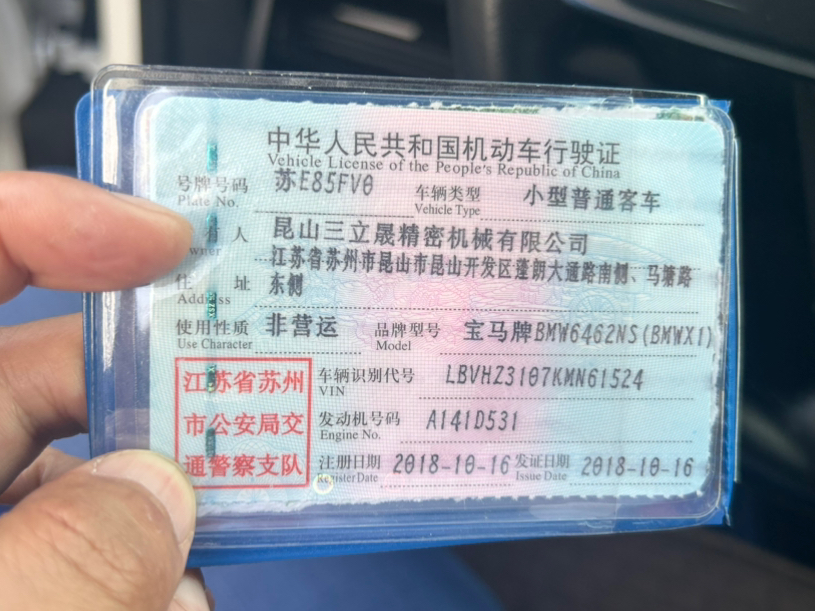 中华人民共和国机动车行驶证
Vehicle License of the People's Republic of China
号牌号码 苏E85FV0 车辆类型 小型普通客车
Plate No. Vehicle Type
有人 昆山三立晟精密机械有限公司
wner
住 址 江苏省苏州市昆山市昆山开发区蓬朗大通路南侧、马塘路
Address 东侧
使用性质 非营运 品牌型号 宝马牌BMW6462NS(BMWX1)
Use Character Model
江苏省苏州
市公安局交
通警察支队
车辆识别代号 LBVHZ3107KMN61524
VIN
发动机号码 A141D531
Engine No.
注册日期 2018-10-16 发证日期 2018-10-16
Register Date Issue Date